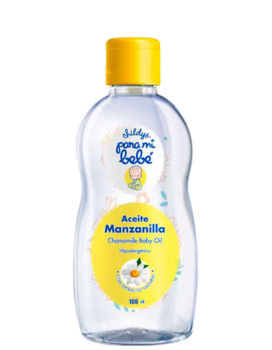 childys
para mi
bebé
Aceite
Manzanilla
Chamomile Baby Oil
Hipoalergénico
100 ml